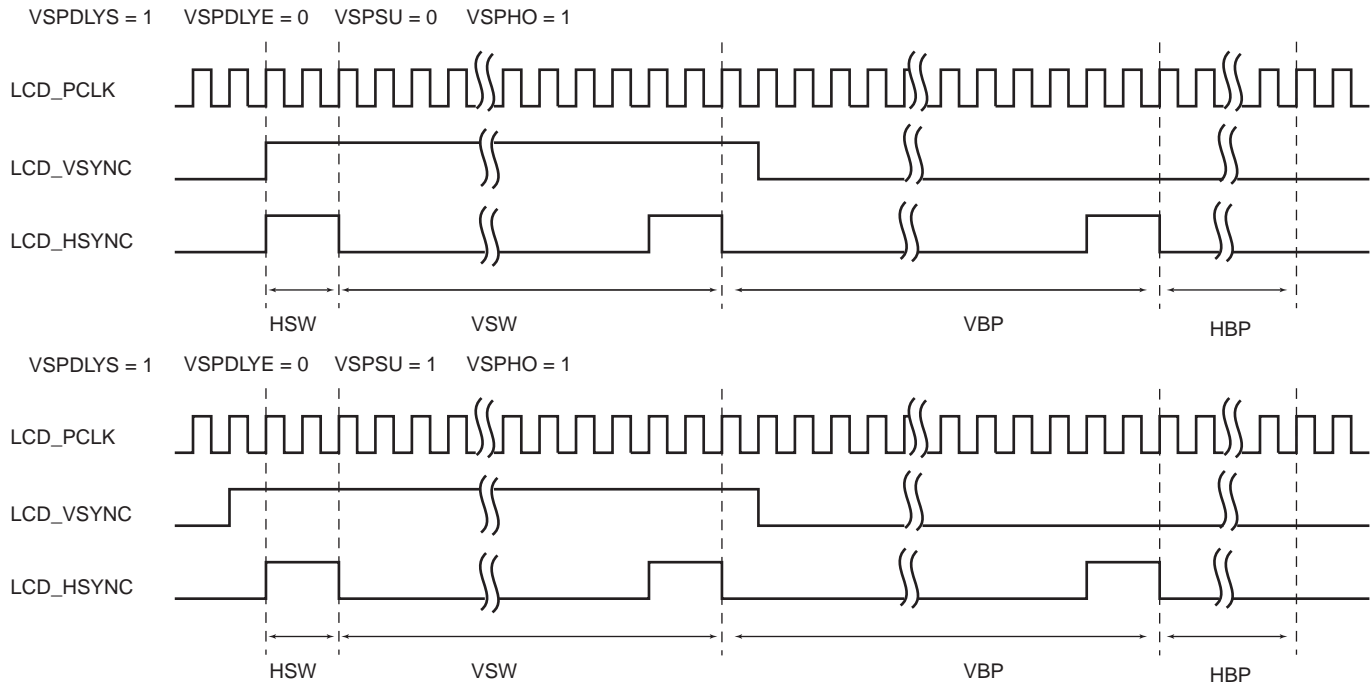 VSPDLYS = 1 VSPDLYE = 0 VSPSU = 0 VSPHO = 1
LCD_PCLK
LCD_VSYNC
LCD_HSYNC
HSW VSW VBP HBP
VSPDLYS = 1 VSPDLYE = 0 VSPSU = 1 VSPHO = 1
LCD_PCLK
LCD_VSYNC
LCD_HSYNC
HSW VSW VBP HBP